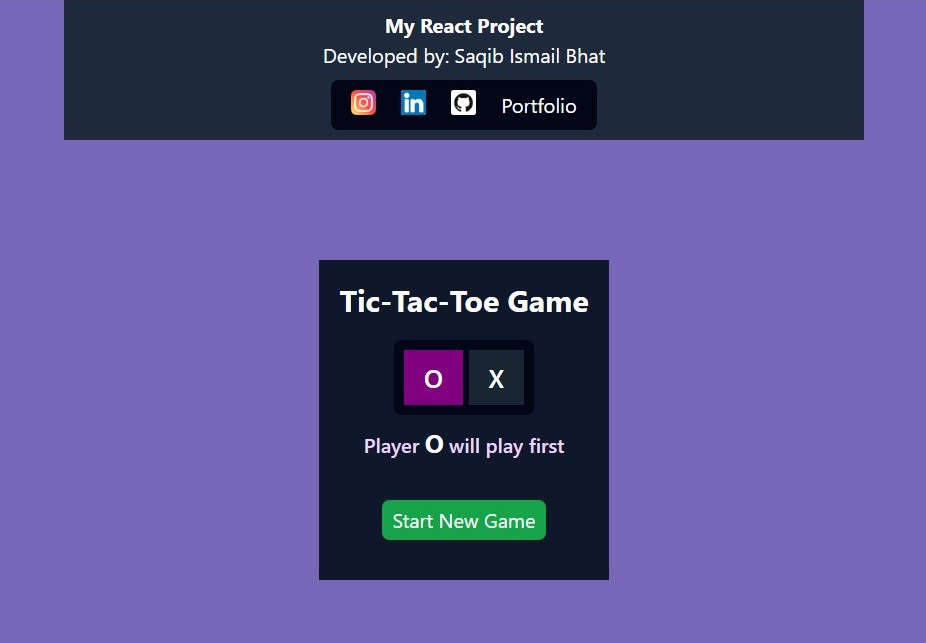 My React Project
Developed by: Saqib Ismail Bhat
in Portfolio
Tic-Tac-Toe Game
O X
Player O will play first
Start New Game